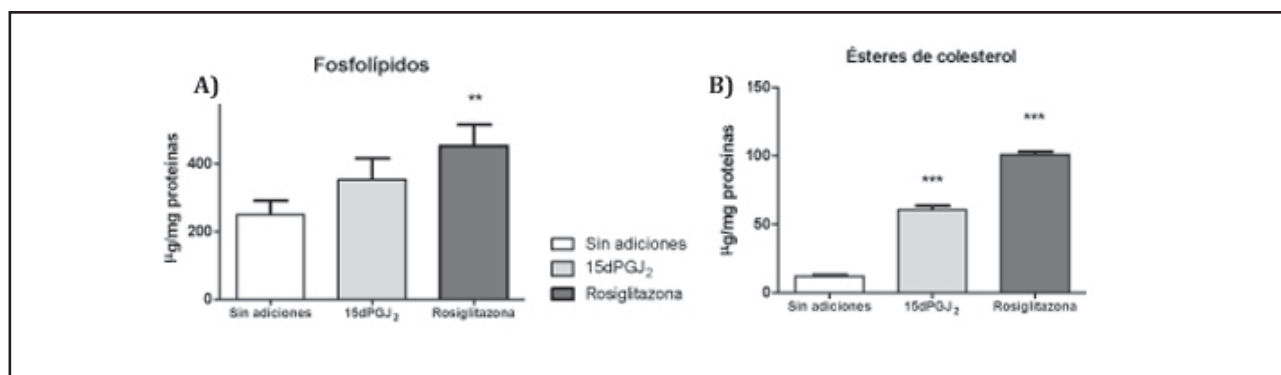 Fosfolípidos
A)
**
µg/mg proteínas
400
200
0
Sin adiciones
15dPGJ₂
Rosiglitazona
Sin adiciones
15dPGJ₂
Rosiglitazona
Ésteres de colesterol
B)
***
***
µg/mg proteínas
150
100
50
0
Sin adiciones
15dPGJ₂
Rosiglitazona